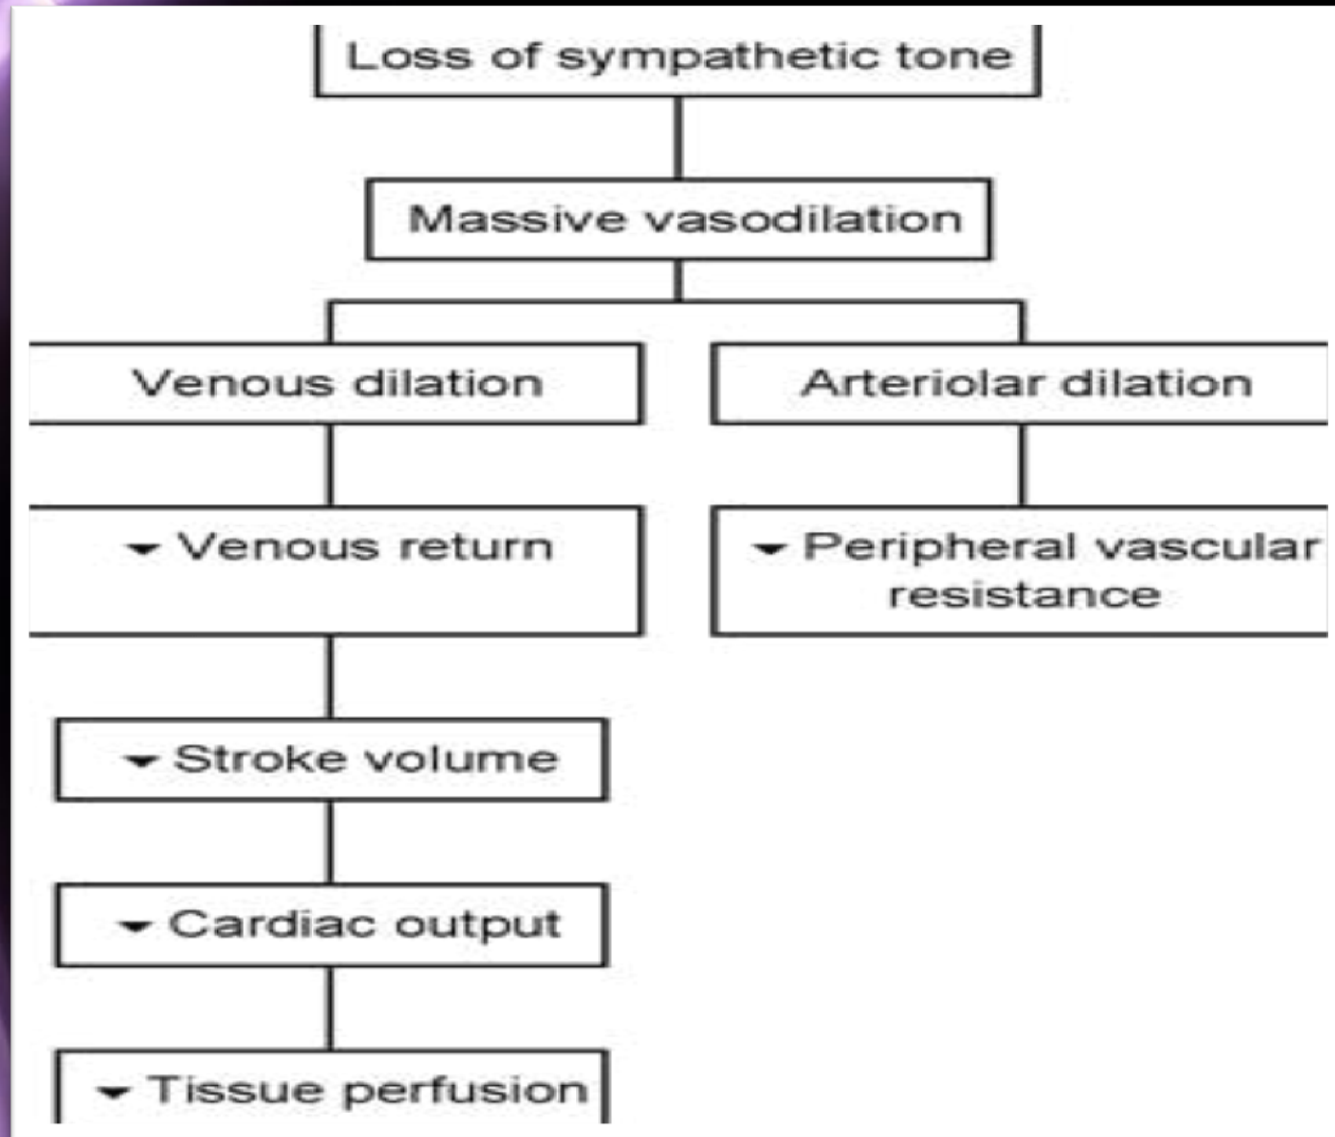 Loss of sympathetic tone
Massive vasodilation
Venous dilation
Arteriolar dilation
▼ Venous return
▼ Peripheral vascular
resistance
▼ Stroke volume
▼ Cardiac output
▼ Tissue perfusion